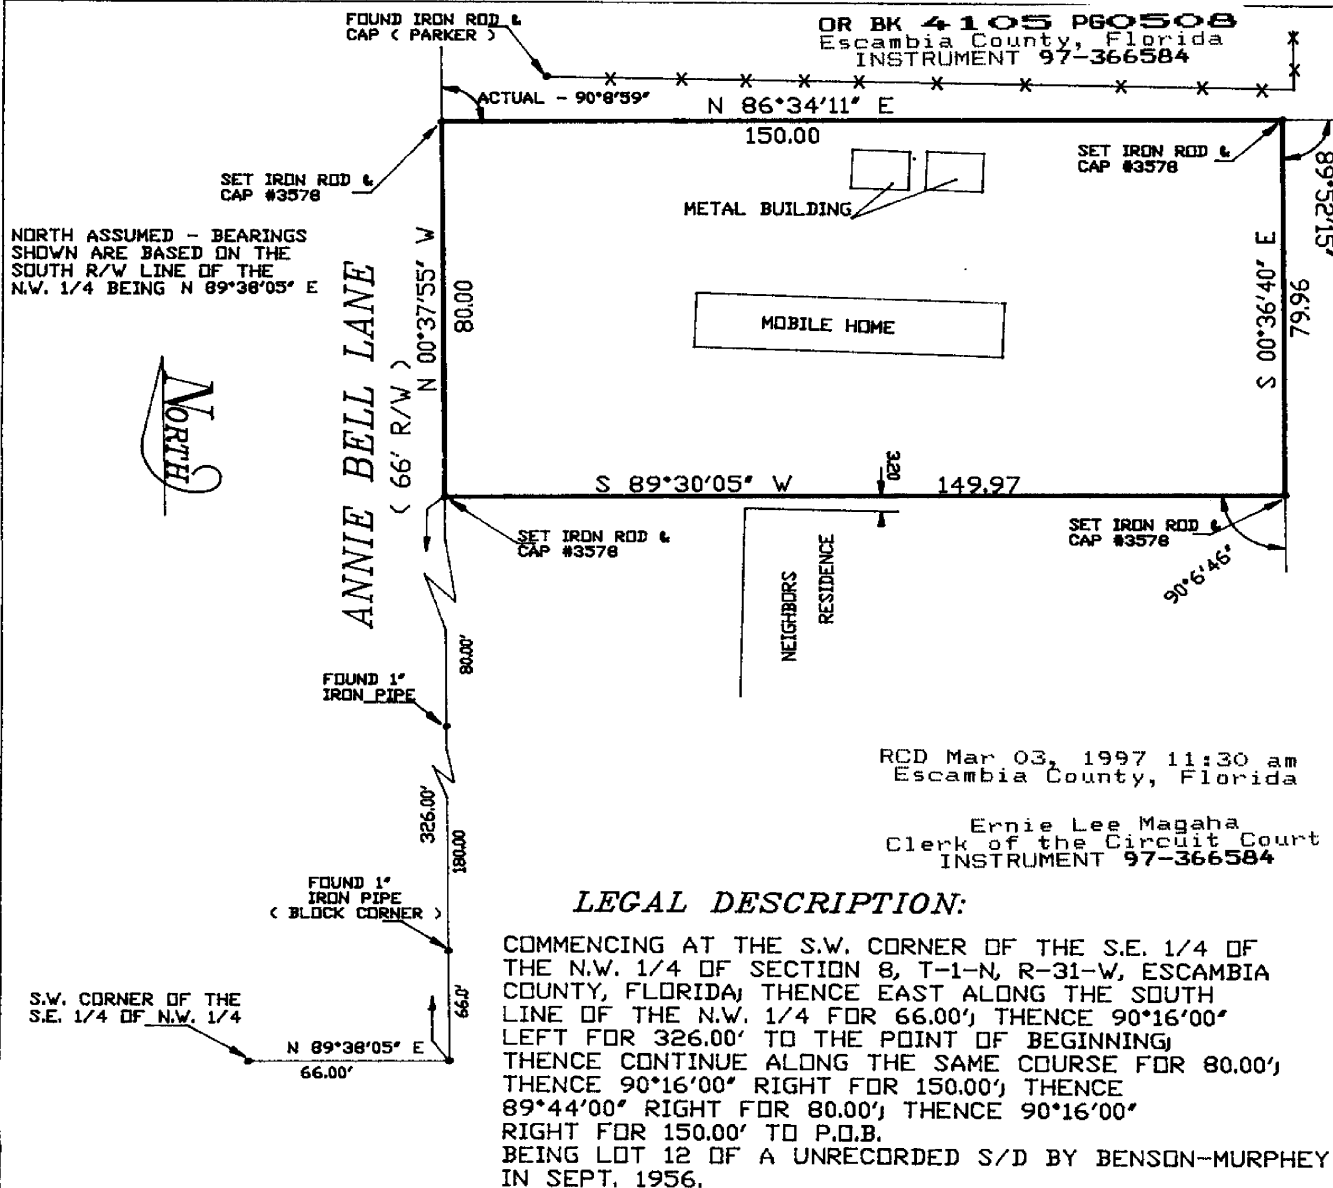 FOUND IRON ROD &
CAP ( PARKER )
OR BK 4105 PG0508
Escambia County, Florida
INSTRUMENT 97-366584
ACTUAL - 90°8'59"
N 86°34'11" E
150.00
SET IRON ROD &
CAP #3578
SET IRON ROD &
CAP #3578
89°52'15"
METAL BUILDING
NORTH ASSUMED - BEARINGS
SHOWN ARE BASED ON THE
SOUTH R/W LINE OF THE
N.W. 1/4 BEING N 89°38'05" E
ANNIE BELL LANE
( 66' R/W )
N 00°37'55" W
80.00
MOBILE HOME
S 00°36'40" E
79.96
NORTH
S 89°30'05" W
3.20
149.97
SET IRON ROD &
CAP #3578
SET IRON ROD &
CAP #3578
90°6'46"
NEIGHBORS
RESIDENCE
80.00'
FOUND 1"
IRON PIPE
326.00'
180.00
RCD Mar 03, 1997 11:30 am
Escambia County, Florida
Ernie Lee Magaha
Clerk of the Circuit Court
INSTRUMENT 97-366584
FOUND 1"
IRON PIPE
( BLOCK CORNER )
66.0'
S.W. CORNER OF THE
S.E. 1/4 OF N.W. 1/4
N 89°38'05" E
66.00'
LEGAL DESCRIPTION:
COMMENCING AT THE S.W. CORNER OF THE S.E. 1/4 OF
THE N.W. 1/4 OF SECTION 8, T-1-N, R-31-W, ESCAMBIA
COUNTY, FLORIDA; THENCE EAST ALONG THE SOUTH
LINE OF THE N.W. 1/4 FOR 66.00'; THENCE 90°16'00"
LEFT FOR 326.00' TO THE POINT OF BEGINNING;
THENCE CONTINUE ALONG THE SAME COURSE FOR 80.00';
THENCE 90°16'00" RIGHT FOR 150.00'; THENCE
89°44'00" RIGHT FOR 80.00'; THENCE 90°16'00"
RIGHT FOR 150.00' TO P.O.B.
BEING LOT 12 OF A UNRECORDED S/D BY BENSON-MURPHEY
IN SEPT. 1956.